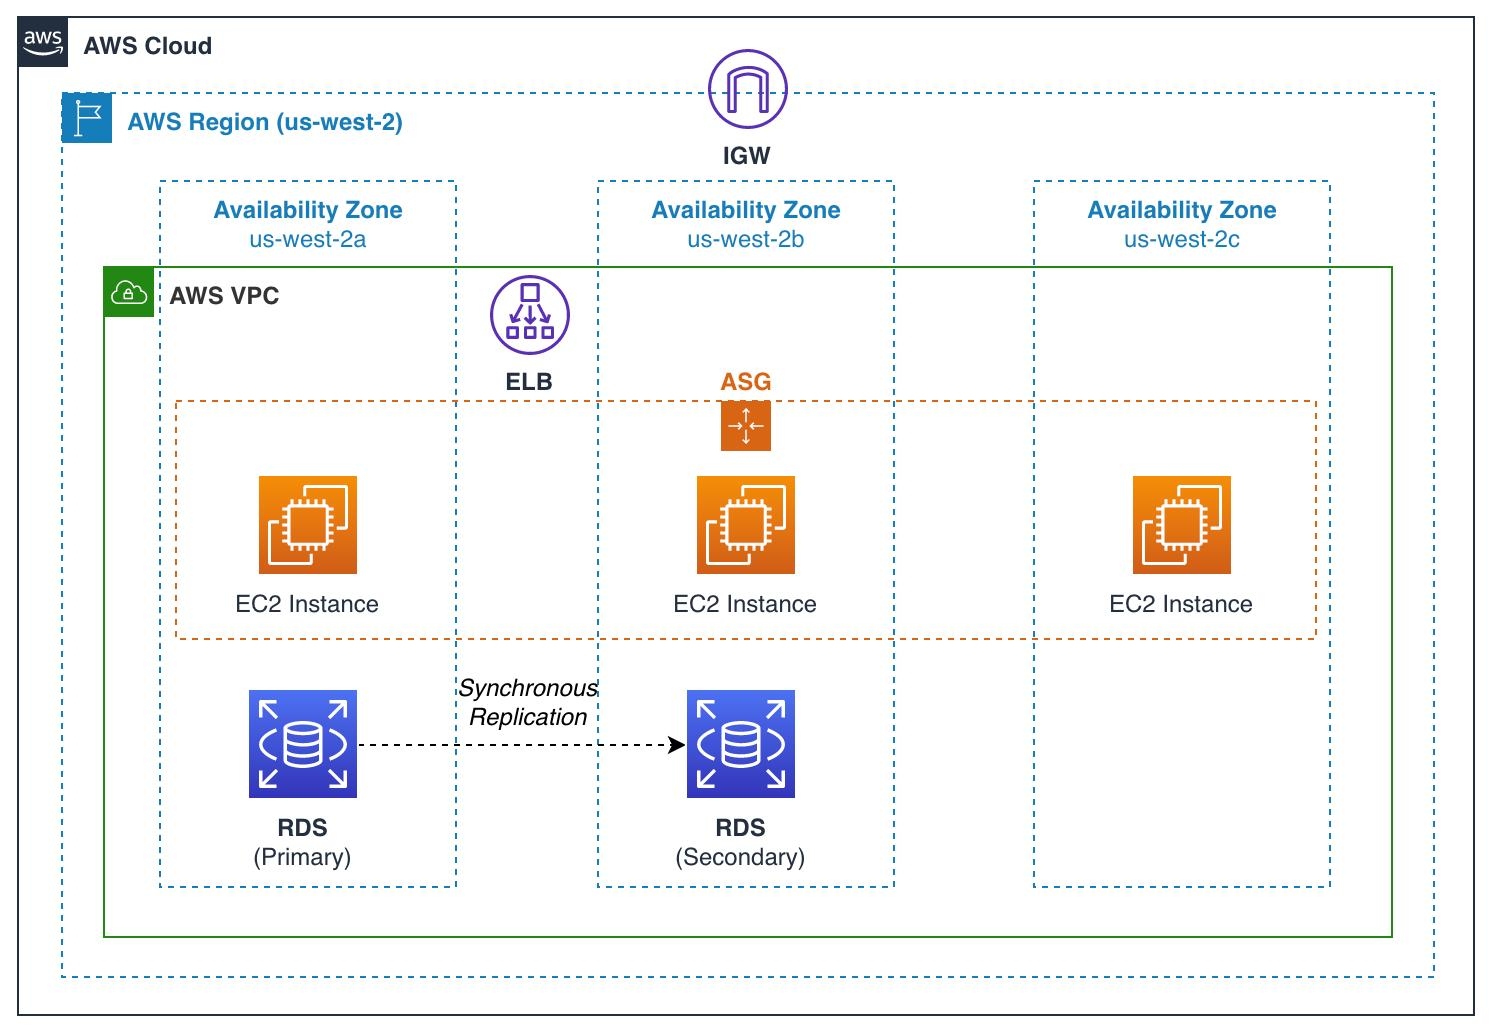 aws
AWS Cloud
IGW
AWS Region (us-west-2)
Availability Zone
us-west-2a
Availability Zone
us-west-2b
Availability Zone
us-west-2c
AWS VPC
ELB
ASG
EC2 Instance
EC2 Instance
EC2 Instance
Synchronous
Replication
RDS
(Primary)
RDS
(Secondary)